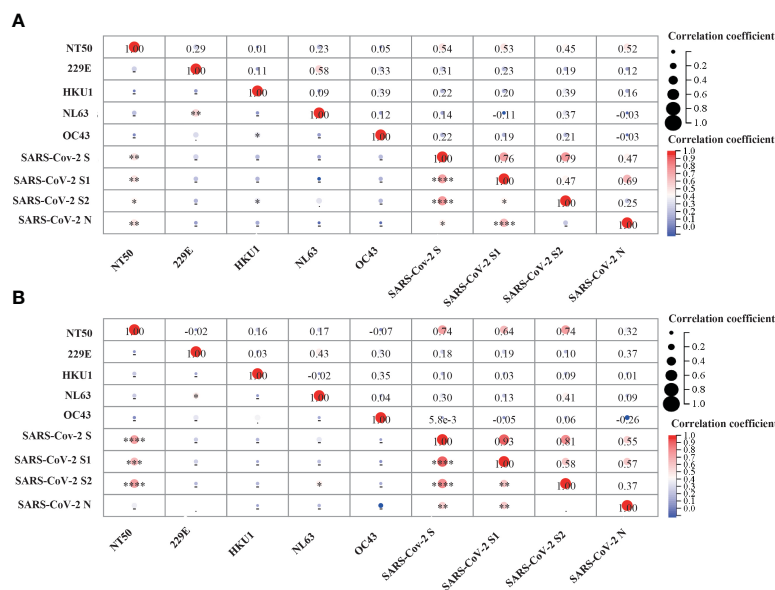 A
Correlation coefficient
NT50 1.00 0.29 0.01 0.23 0.05 0.54 0.53 0.45 0.52
229E 1.00 0.11 0.58 0.33 0.31 0.23 0.19 0.12
HKU1 1.00 0.09 0.39 0.22 0.20 0.39 0.16
NL63 ** 1.00 0.12 0.14 -0.11 0.37 -0.03
OC43 * 1.00 0.22 0.19 0.21 -0.03
SARS-Cov-2 S ** 1.00 0.76 0.79 0.47
SARS-CoV-2 S1 ** **** 1.00 0.47 0.69
SARS-CoV-2 S2 * * **** * 1.00 0.25
SARS-CoV-2 N ** * **** 1.00
NT50 229E HKU1 NL63 OC43 SARS-Cov-2 S SARS-CoV-2 S1 SARS-CoV-2 S2 SARS-CoV-2 N
0.2
0.4
0.6
0.8
1.0
Correlation coefficient
1.0
0.9
0.8
0.7
0.6
0.5
0.4
0.3
0.2
0.1
0.0
B
Correlation coefficient
NT50 1.00 -0.02 0.16 0.17 -0.07 0.74 0.64 0.74 0.32
229E 1.00 0.03 0.43 0.30 0.18 0.19 0.10 0.37
HKU1 1.00 -0.02 0.35 0.10 0.03 0.09 0.01
NL63 * 1.00 0.04 0.30 0.13 0.41 0.09
OC43 1.00 5.8e-3 -0.05 0.06 -0.26
SARS-Cov-2 S **** 1.00 0.93 0.81 0.55
SARS-CoV-2 S1 *** **** 1.00 0.58 0.57
SARS-CoV-2 S2 **** * **** ** 1.00 0.37
SARS-CoV-2 N ** ** 1.00
NT50 229E HKU1 NL63 OC43 SARS-Cov-2 S SARS-CoV-2 S1 SARS-CoV-2 S2 SARS-CoV-2 N
0.2
0.4
0.6
0.8
1.0
Correlation coefficient
1.0
0.9
0.8
0.7
0.6
0.5
0.4
0.3
0.2
0.1
0.0